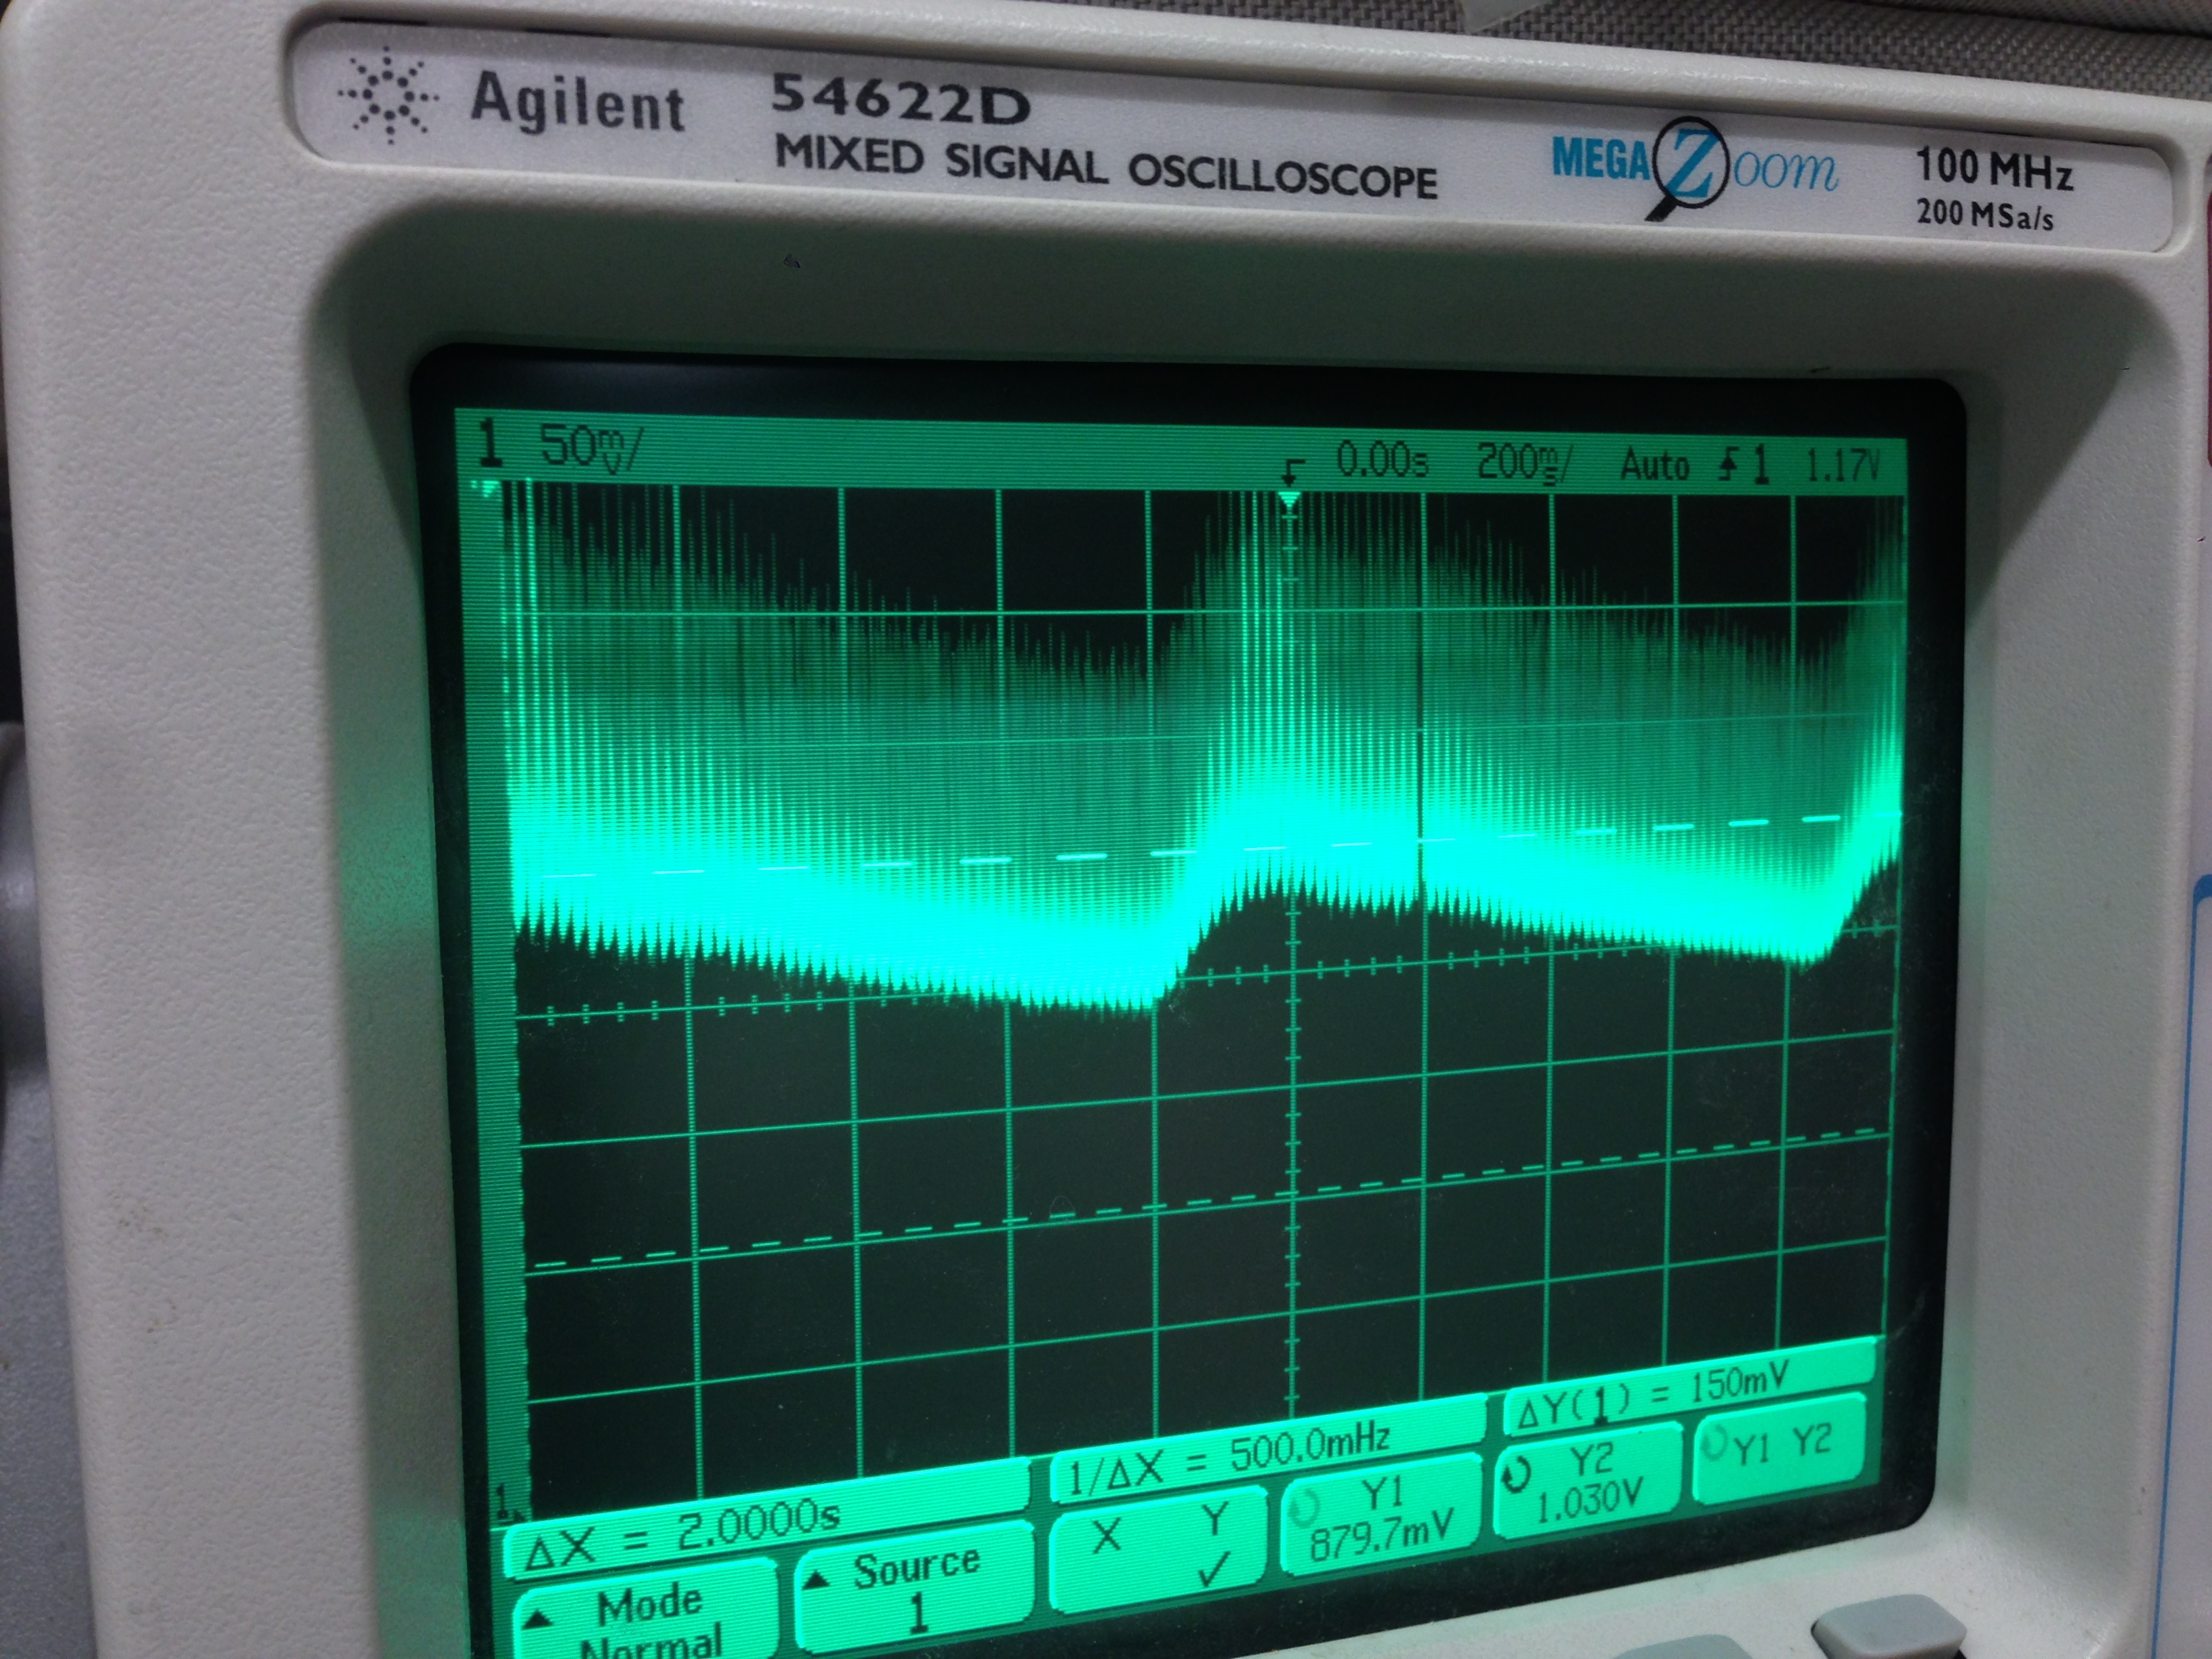 Agilent
54622D
MIXED SIGNAL OSCILLOSCOPE
MEGA Zoom
100 MHz
200 MSa/s
1 50mV/ 0.00s 200ms/ Auto 1 1.17V
1
ΔX = 2.0000s
1/ΔX = 500.0mHz
ΔY(1) = 150mV
Mode
Normal
Source
1
X Y
✓
Y1
879.7mV
Y2
1.030V
Y1 Y2